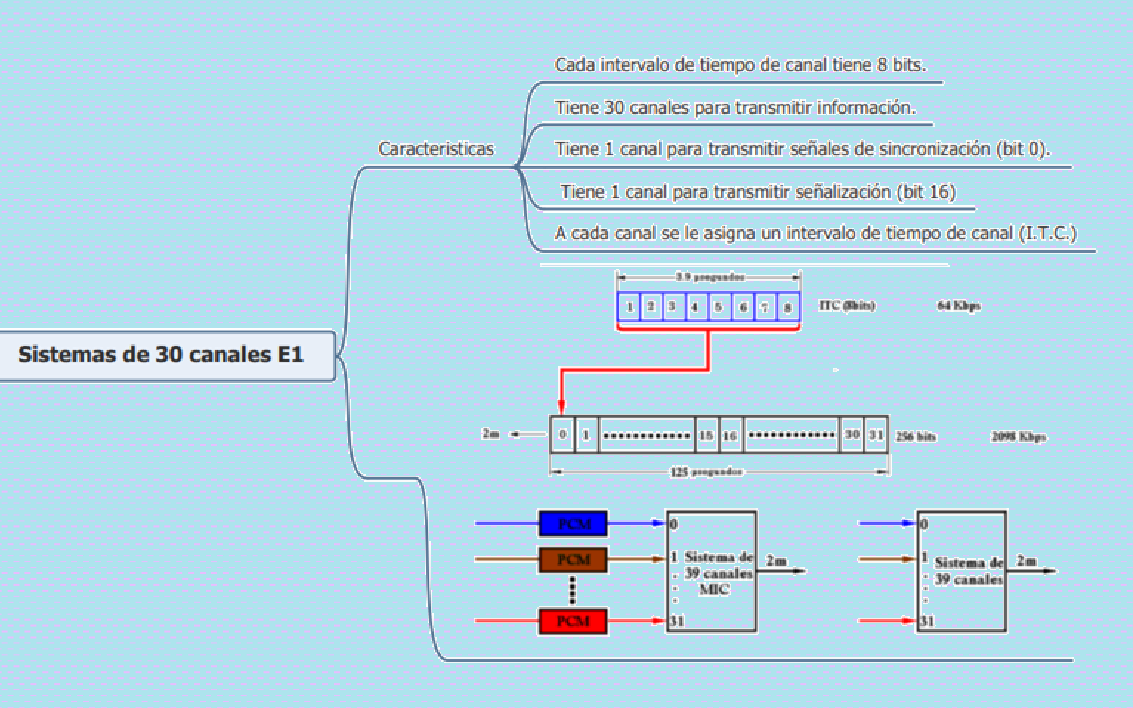 Cada intervalo de tiempo de canal tiene 8 bits.
Tiene 30 canales para transmitir información.
Caracteristicas
Tiene 1 canal para transmitir señales de sincronización (bit 0).
Tiene 1 canal para transmitir señalización (bit 16)
A cada canal se le asigna un intervalo de tiempo de canal (I.T.C.)
3.9
1 2 3 4 5 6 7 8 ITC (8bits) 64 Kbps
Sistemas de 30 canales E1
2m 0 1 15 16 30 31 256 bits 2098 Kbps
125
PCM 0
PCM 1 Sistema de 39 canales MIC 2m
PCM 31
0
1 Sistema de 39 canales 2m
31